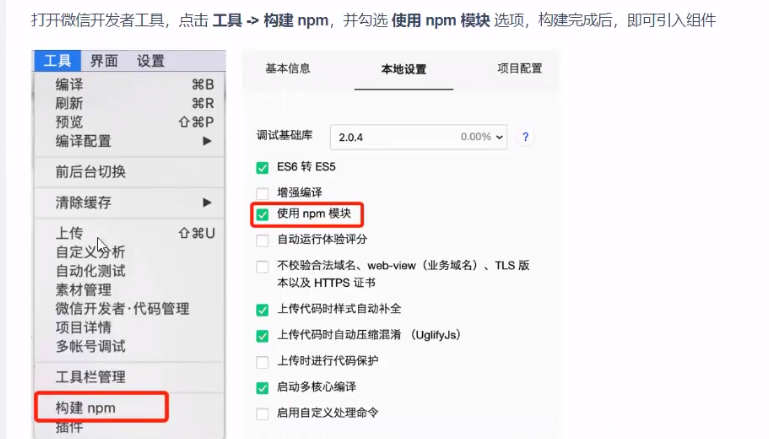 打开微信开发者工具，点击 工具 -> 构建 npm，并勾选 使用 npm 模块 选项，构建完成后，即可引入组件
工具 界面 设置
编译 ⌘B
刷新 ⌘R
预览 ⇧⌘P
编译配置 ▶
前后台切换
清除缓存 ▶
上传 ⇧⌘U
自定义分析
自动化测试
素材管理
微信开发者·代码管理
项目详情
多帐号调试
工具栏管理
构建 npm
插件
基本信息 本地设置 项目配置
调试基础库 2.0.4 0.00% ?
ES6 转 ES5
增强编译
使用 npm 模块
自动运行体验评分
不校验合法域名、web-view（业务域名）、TLS 版
本以及 HTTPS 证书
上传代码时样式自动补全
上传代码时自动压缩混淆 （UglifyJs）
上传时进行代码保护
启动多核心编译
启用自定义处理命令